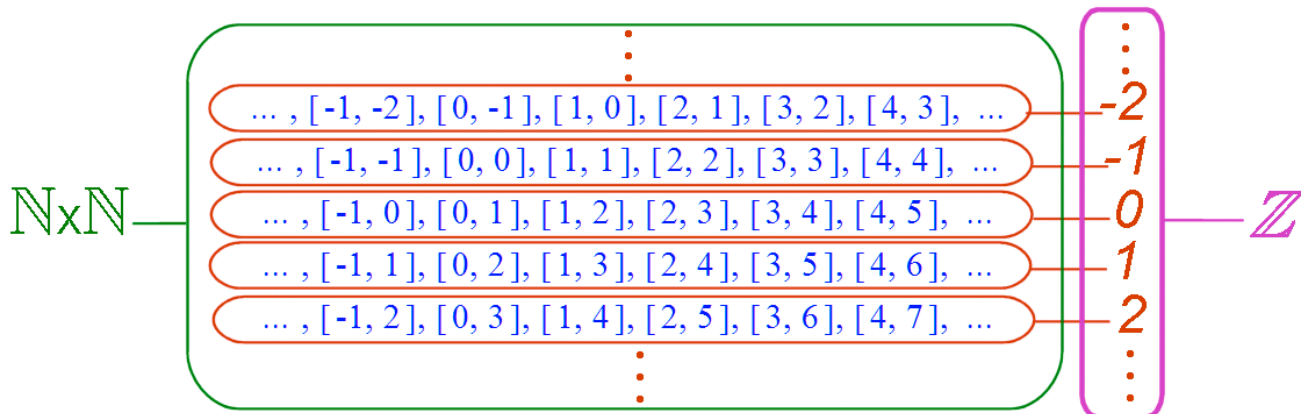 ... , [-1, -2], [0, -1], [1, 0], [2, 1], [3, 2], [4, 3], ... -2
... , [-1, -1], [0, 0], [1, 1], [2, 2], [3, 3], [4, 4], ... -1
ℕxℕ ... , [-1, 0], [0, 1], [1, 2], [2, 3], [3, 4], [4, 5], ... 0 ℤ
... , [-1, 1], [0, 2], [1, 3], [2, 4], [3, 5], [4, 6], ... 1
... , [-1, 2], [0, 3], [1, 4], [2, 5], [3, 6], [4, 7], ... 2